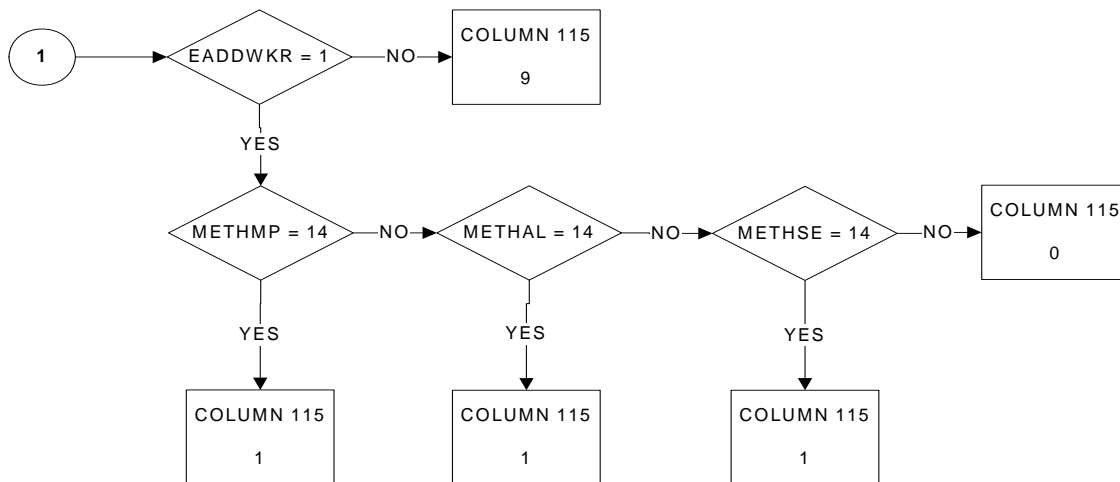 1
EADDWKR = 1
NO
COLUMN 115
9
YES
METHMP = 14
NO
METHAL = 14
NO
METHSE = 14
NO
COLUMN 115
0
YES
YES
YES
COLUMN 115
1
COLUMN 115
1
COLUMN 115
1